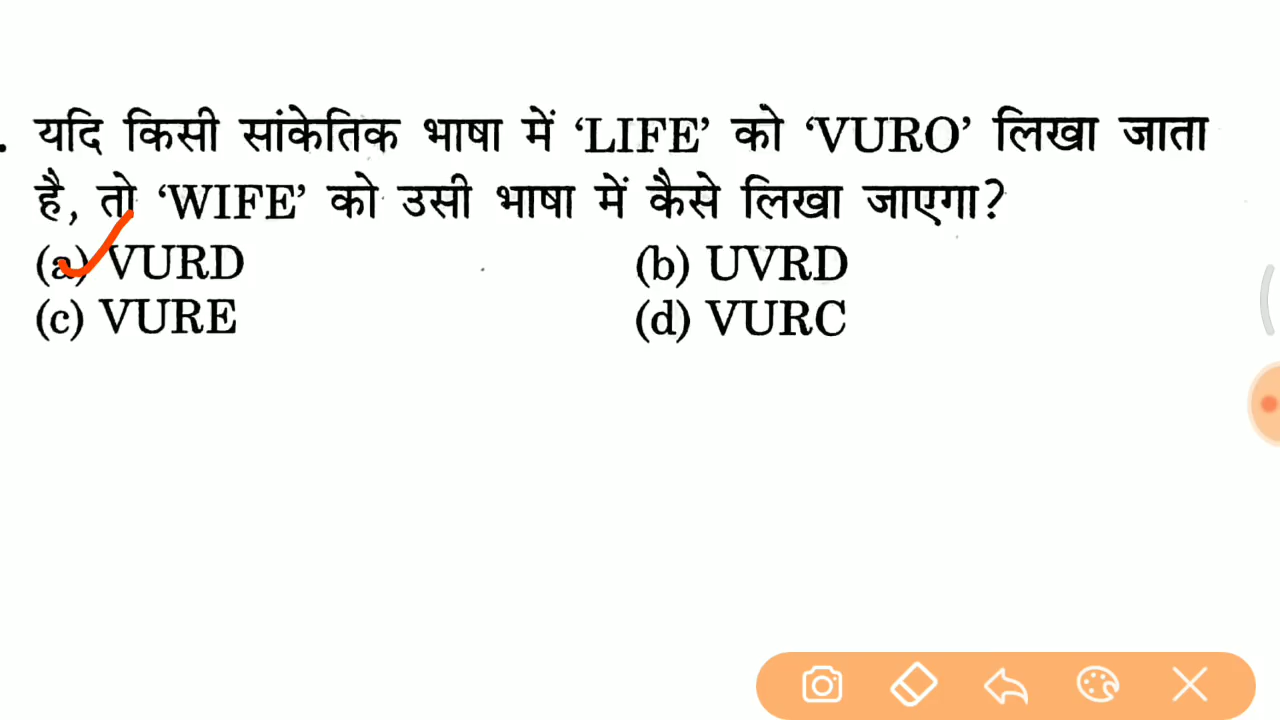 . यदि किसी सांकेतिक भाषा में ‘LIFE’ को ‘VURO’ लिखा जाता
है, तो ‘WIFE’ को उसी भाषा में कैसे लिखा जाएगा?
(a) VURD (b) UVRD
(c) VURE (d) VURC